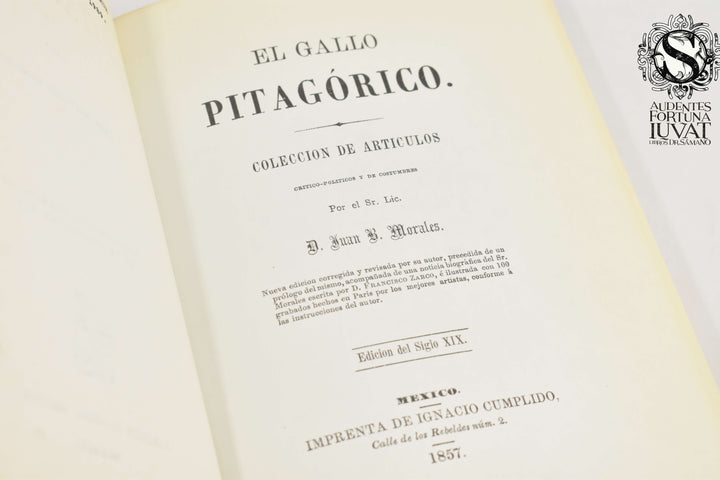 EL GALLO
PITAGÓRICO.
COLECCION DE ARTICULOS
CRITICO-POLITICOS Y DE COSTUMBRES
Por el Sr. Lic.
D. Juan B. Morales.
Nueva edicion corregida y revisada por su autor, precedida de un
prólogo del mismo, acompañada de una noticia biográfica del Sr.
Morales escrita por D. FRANCISCO ZARCO, é ilustrada con 100
grabados hechos en Paris por los mejores artistas, conforme á
las instrucciones del autor.
Edicion del Siglo XIX.
MEXICO.
IMPRENTA DE IGNACIO CUMPLIDO,
Calle de los Rebeldes núm. 2.
1857.
S
AUDENTES
FORTUNA
IUVAT
LIBROS DR. SÁMANO